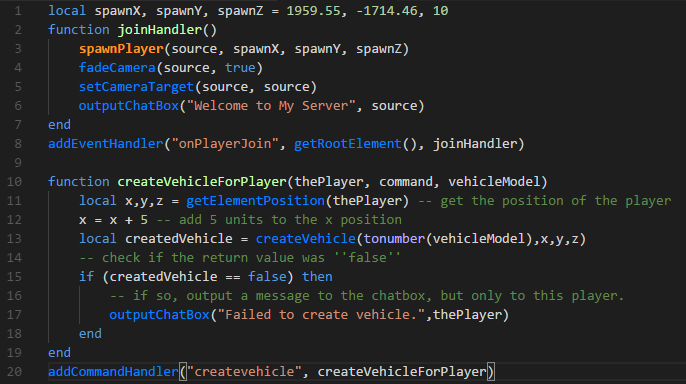 1 local spawnX, spawnY, spawnZ = 1959.55, -1714.46, 10
2 function joinHandler()
3     spawnPlayer(source, spawnX, spawnY, spawnZ)
4     fadeCamera(source, true)
5     setCameraTarget(source, source)
6     outputChatBox("Welcome to My Server", source)
7 end
8 addEventHandler("onPlayerJoin", getRootElement(), joinHandler)
9
10 function createVehicleForPlayer(thePlayer, command, vehicleModel)
11     local x,y,z = getElementPosition(thePlayer) -- get the position of the player
12     x = x + 5 -- add 5 units to the x position
13     local createdVehicle = createVehicle(tonumber(vehicleModel),x,y,z)
14     -- check if the return value was ''false''
15     if (createdVehicle == false) then
16         -- if so, output a message to the chatbox, but only to this player.
17         outputChatBox("Failed to create vehicle.",thePlayer)
18     end
19 end
20 addCommandHandler("createvehicle", createVehicleForPlayer)